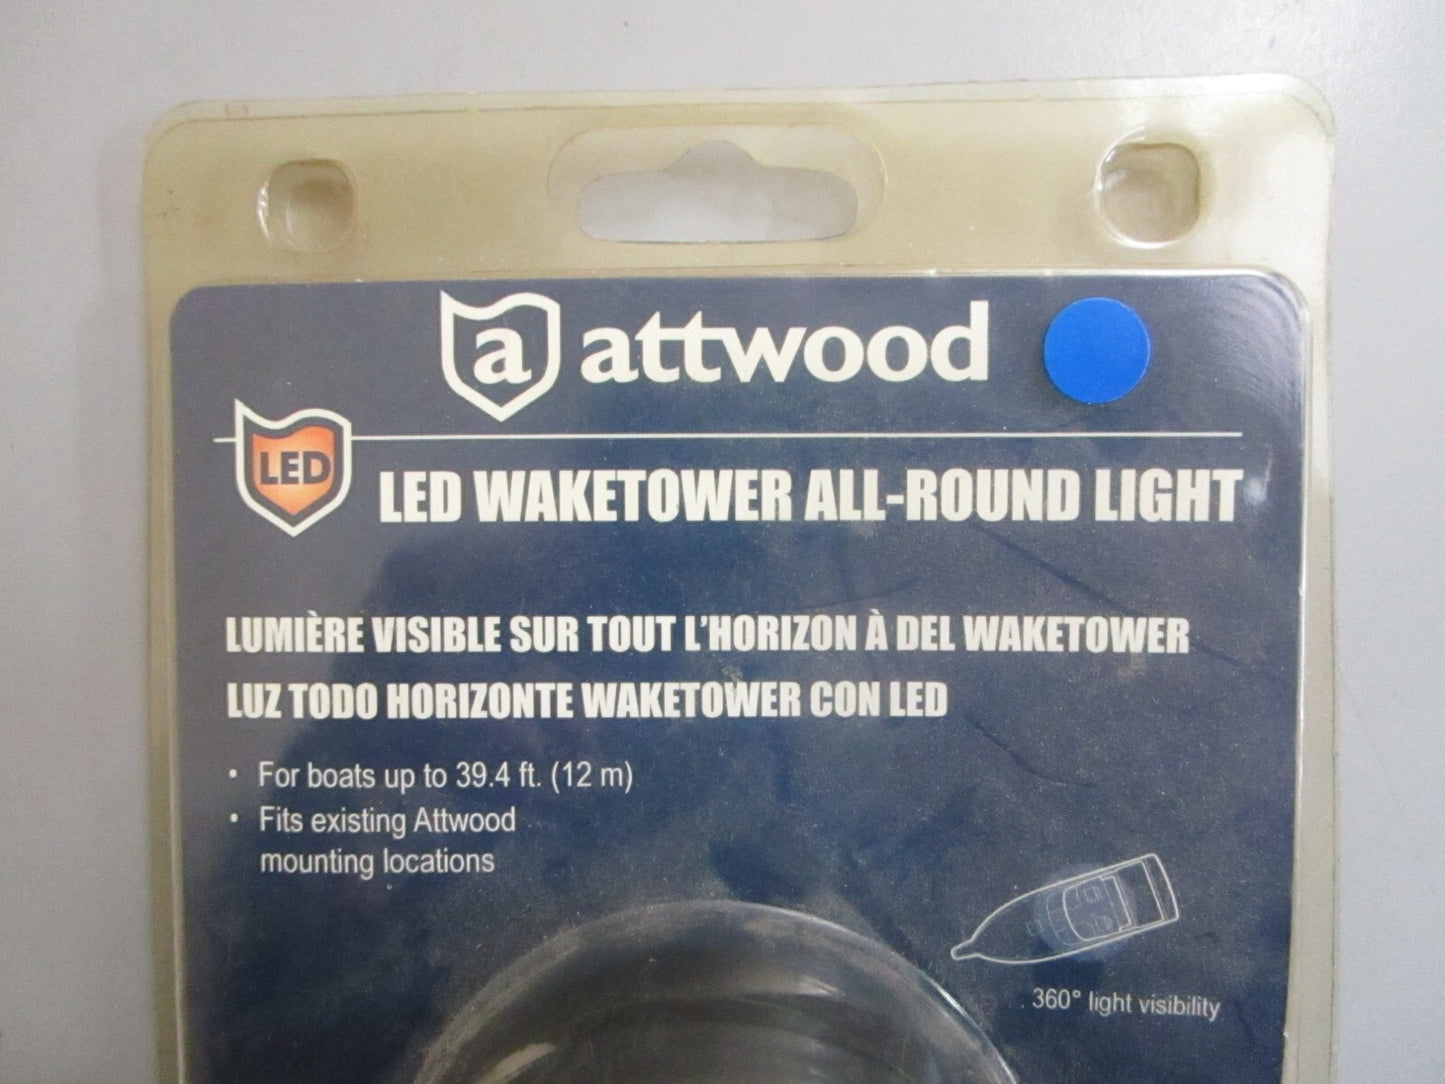 a attwood
LED
LED WAKETOWER ALL-ROUND LIGHT
LUMIÈRE VISIBLE SUR TOUT L'HORIZON À DEL WAKETOWER
LUZ TODO HORIZONTE WAKETOWER CON LED
• For boats up to 39.4 ft. (12 m)
• Fits existing Attwood
mounting locations
360° light visibility